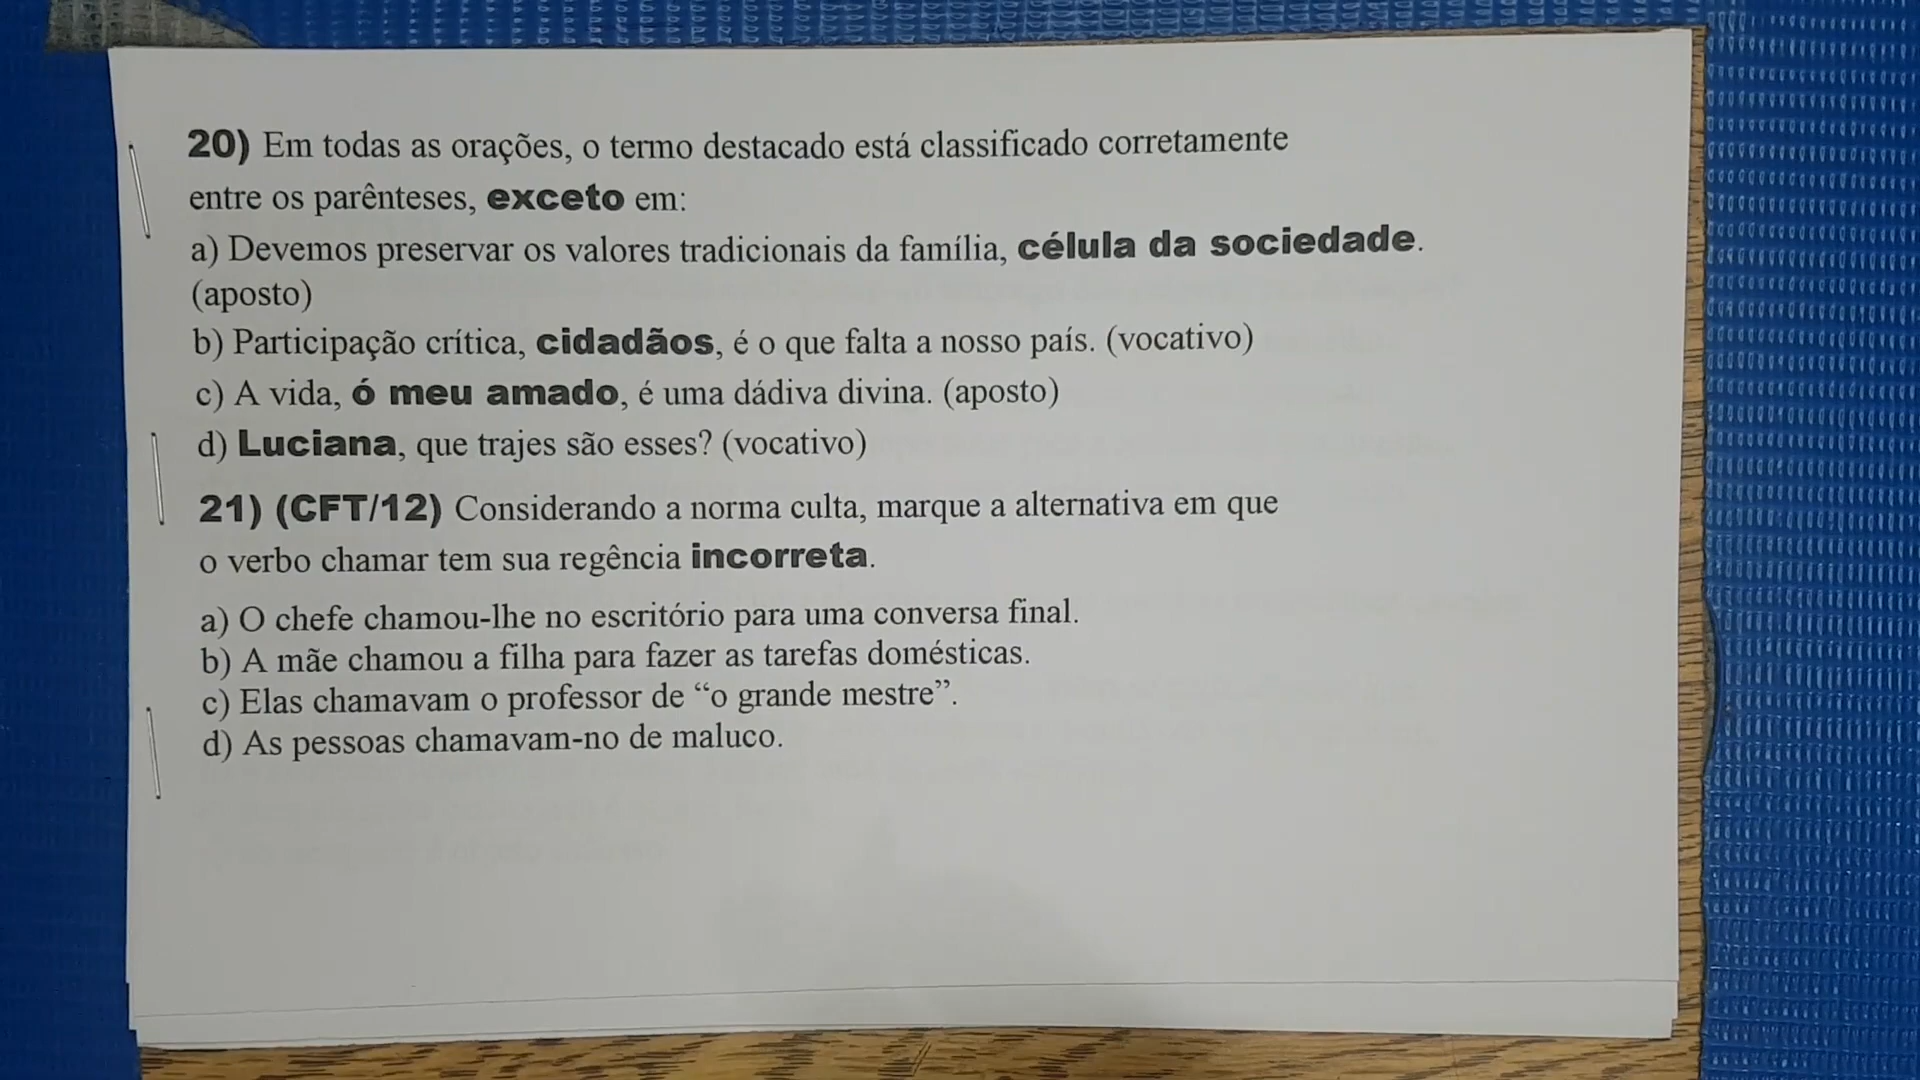 20) Em todas as orações, o termo destacado está classificado corretamente
entre os parênteses, exceto em:
a) Devemos preservar os valores tradicionais da família, célula da sociedade.
(aposto)
b) Participação crítica, cidadãos, é o que falta a nosso país. (vocativo)
c) A vida, ó meu amado, é uma dádiva divina. (aposto)
d) Luciana, que trajes são esses? (vocativo)
21) (CFT/12) Considerando a norma culta, marque a alternativa em que
o verbo chamar tem sua regência incorreta.
a) O chefe chamou-lhe no escritório para uma conversa final.
b) A mãe chamou a filha para fazer as tarefas domésticas.
c) Elas chamavam o professor de “o grande mestre”.
d) As pessoas chamavam-no de maluco.